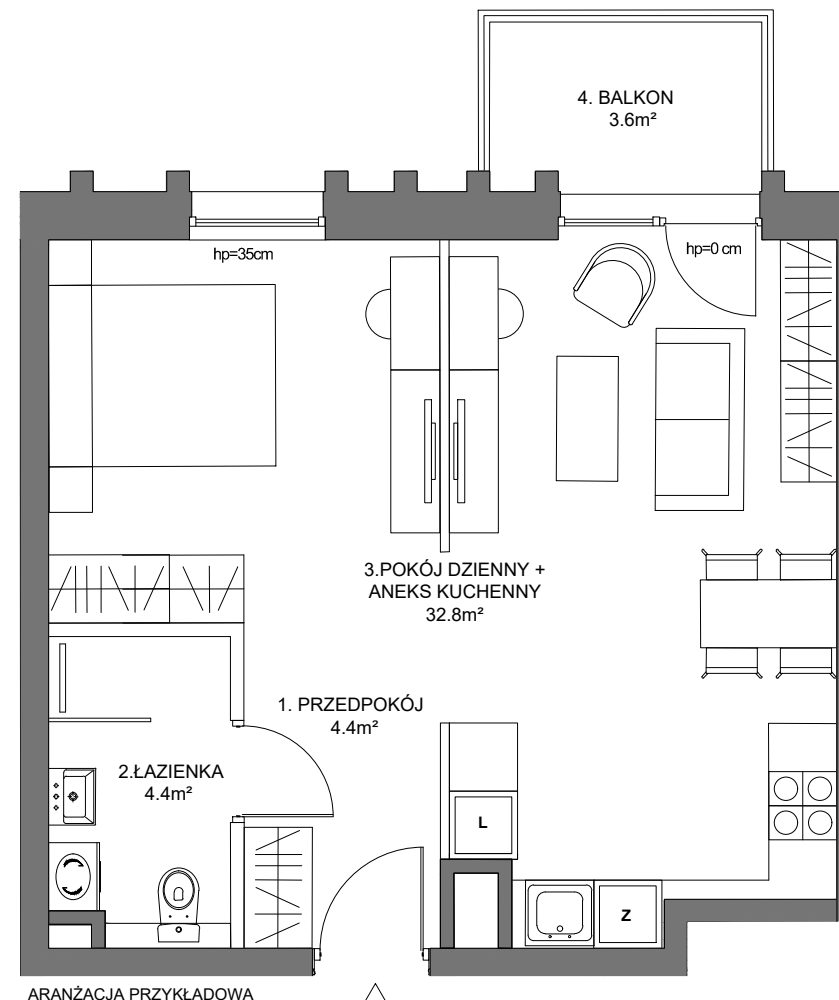 4. BALKON
3.6m²
hp=35cm
hp=0 cm
3.POKÓJ DZIENNY +
ANEKS KUCHENNY
32.8m²
1. PRZEDPOKÓJ
4.4m²
2.ŁAZIENKA
4.4m²
L
Z
ARANŻACJA PRZYKŁADOWA